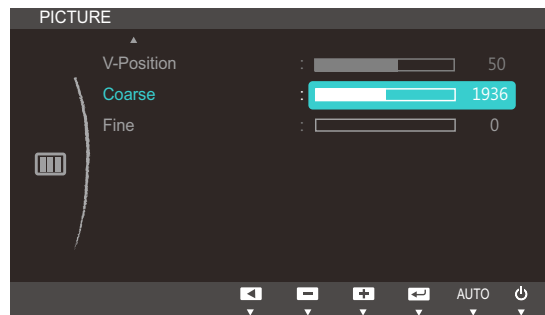 PICTURE
V-Position : 50
Coarse : 1936
Fine : 0
AUTO